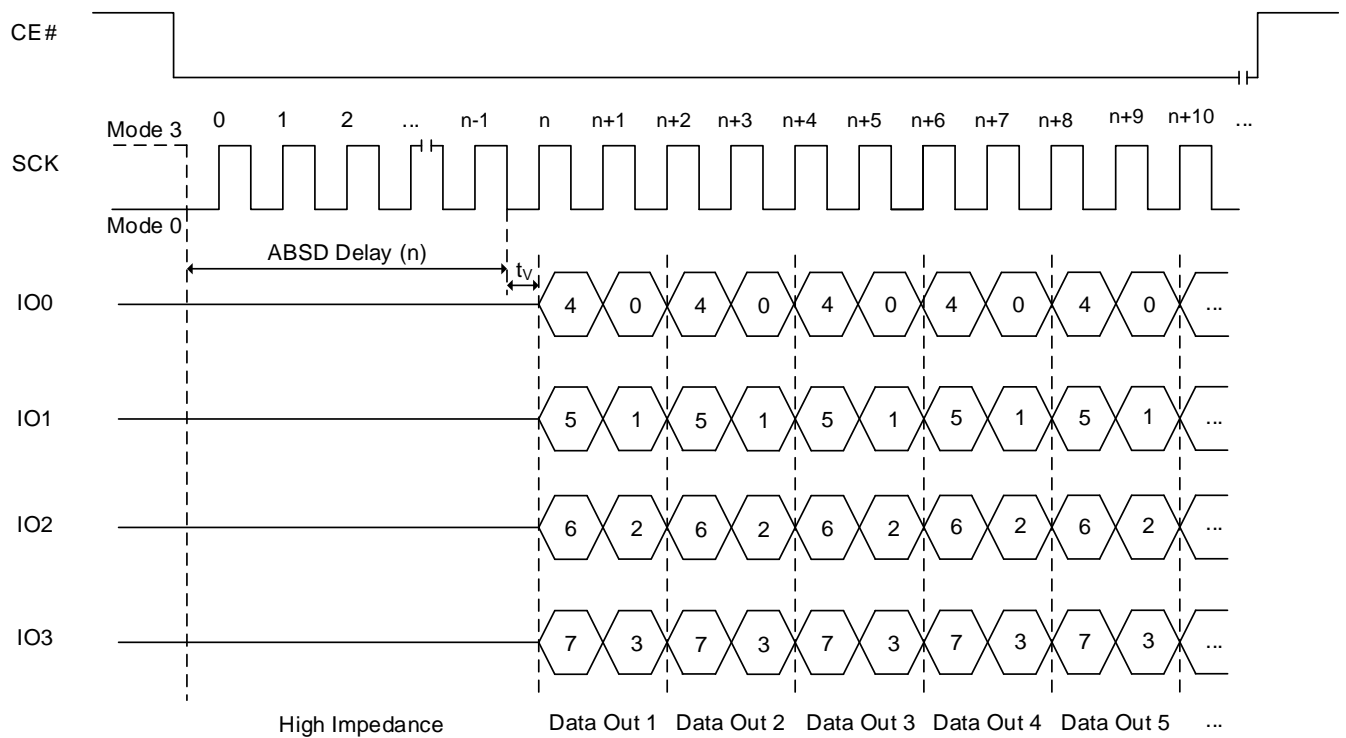 CE#
0 1 2 ... n-1 n n+1 n+2 n+3 n+4 n+5 n+6 n+7 n+8 n+9 n+10 ...
Mode 3
SCK
Mode 0
ABSD Delay (n)
tV
IO0 4 0 4 0 4 0 4 0 4 0 ...
IO1 5 1 5 1 5 1 5 1 5 1 ...
IO2 6 2 6 2 6 2 6 2 6 2 ...
IO3 7 3 7 3 7 3 7 3 7 3 ...
High Impedance Data Out 1 Data Out 2 Data Out 3 Data Out 4 Data Out 5 ...